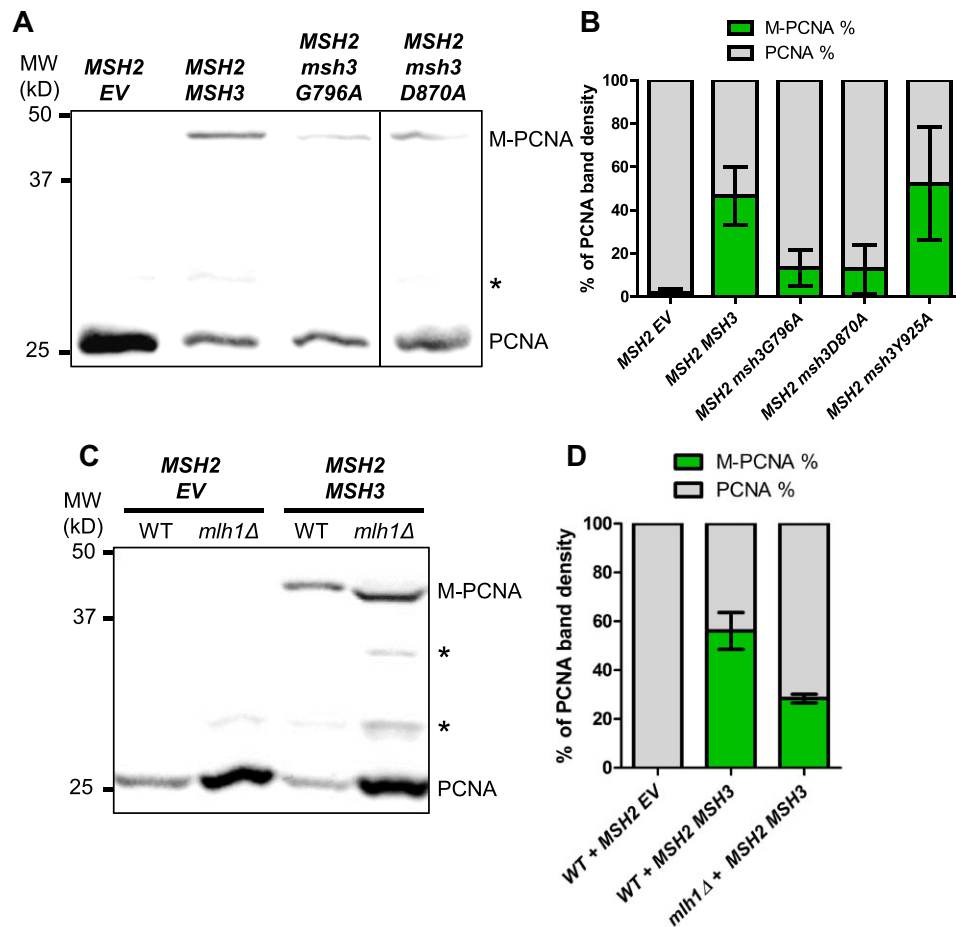 A
MW
(kD)
MSH2
EV
MSH2
MSH3
MSH2
msh3
G796A
MSH2
msh3
D870A
50
37
25
M-PCNA
*
PCNA
B
M-PCNA %
PCNA %
% of PCNA band density
100
80
60
40
20
0
MSH2 EV
MSH2 MSH3
MSH2 msh3G796A
MSH2 msh3D870A
MSH2 msh3Y925A
C
MSH2
EV
MSH2
MSH3
MW
(kD)
WT
mlh1Δ
WT
mlh1Δ
50
37
25
M-PCNA
*
*
PCNA
D
M-PCNA %
PCNA %
% of PCNA band density
100
80
60
40
20
0
WT + MSH2 EV
WT + MSH2 MSH3
mlh1Δ + MSH2 MSH3